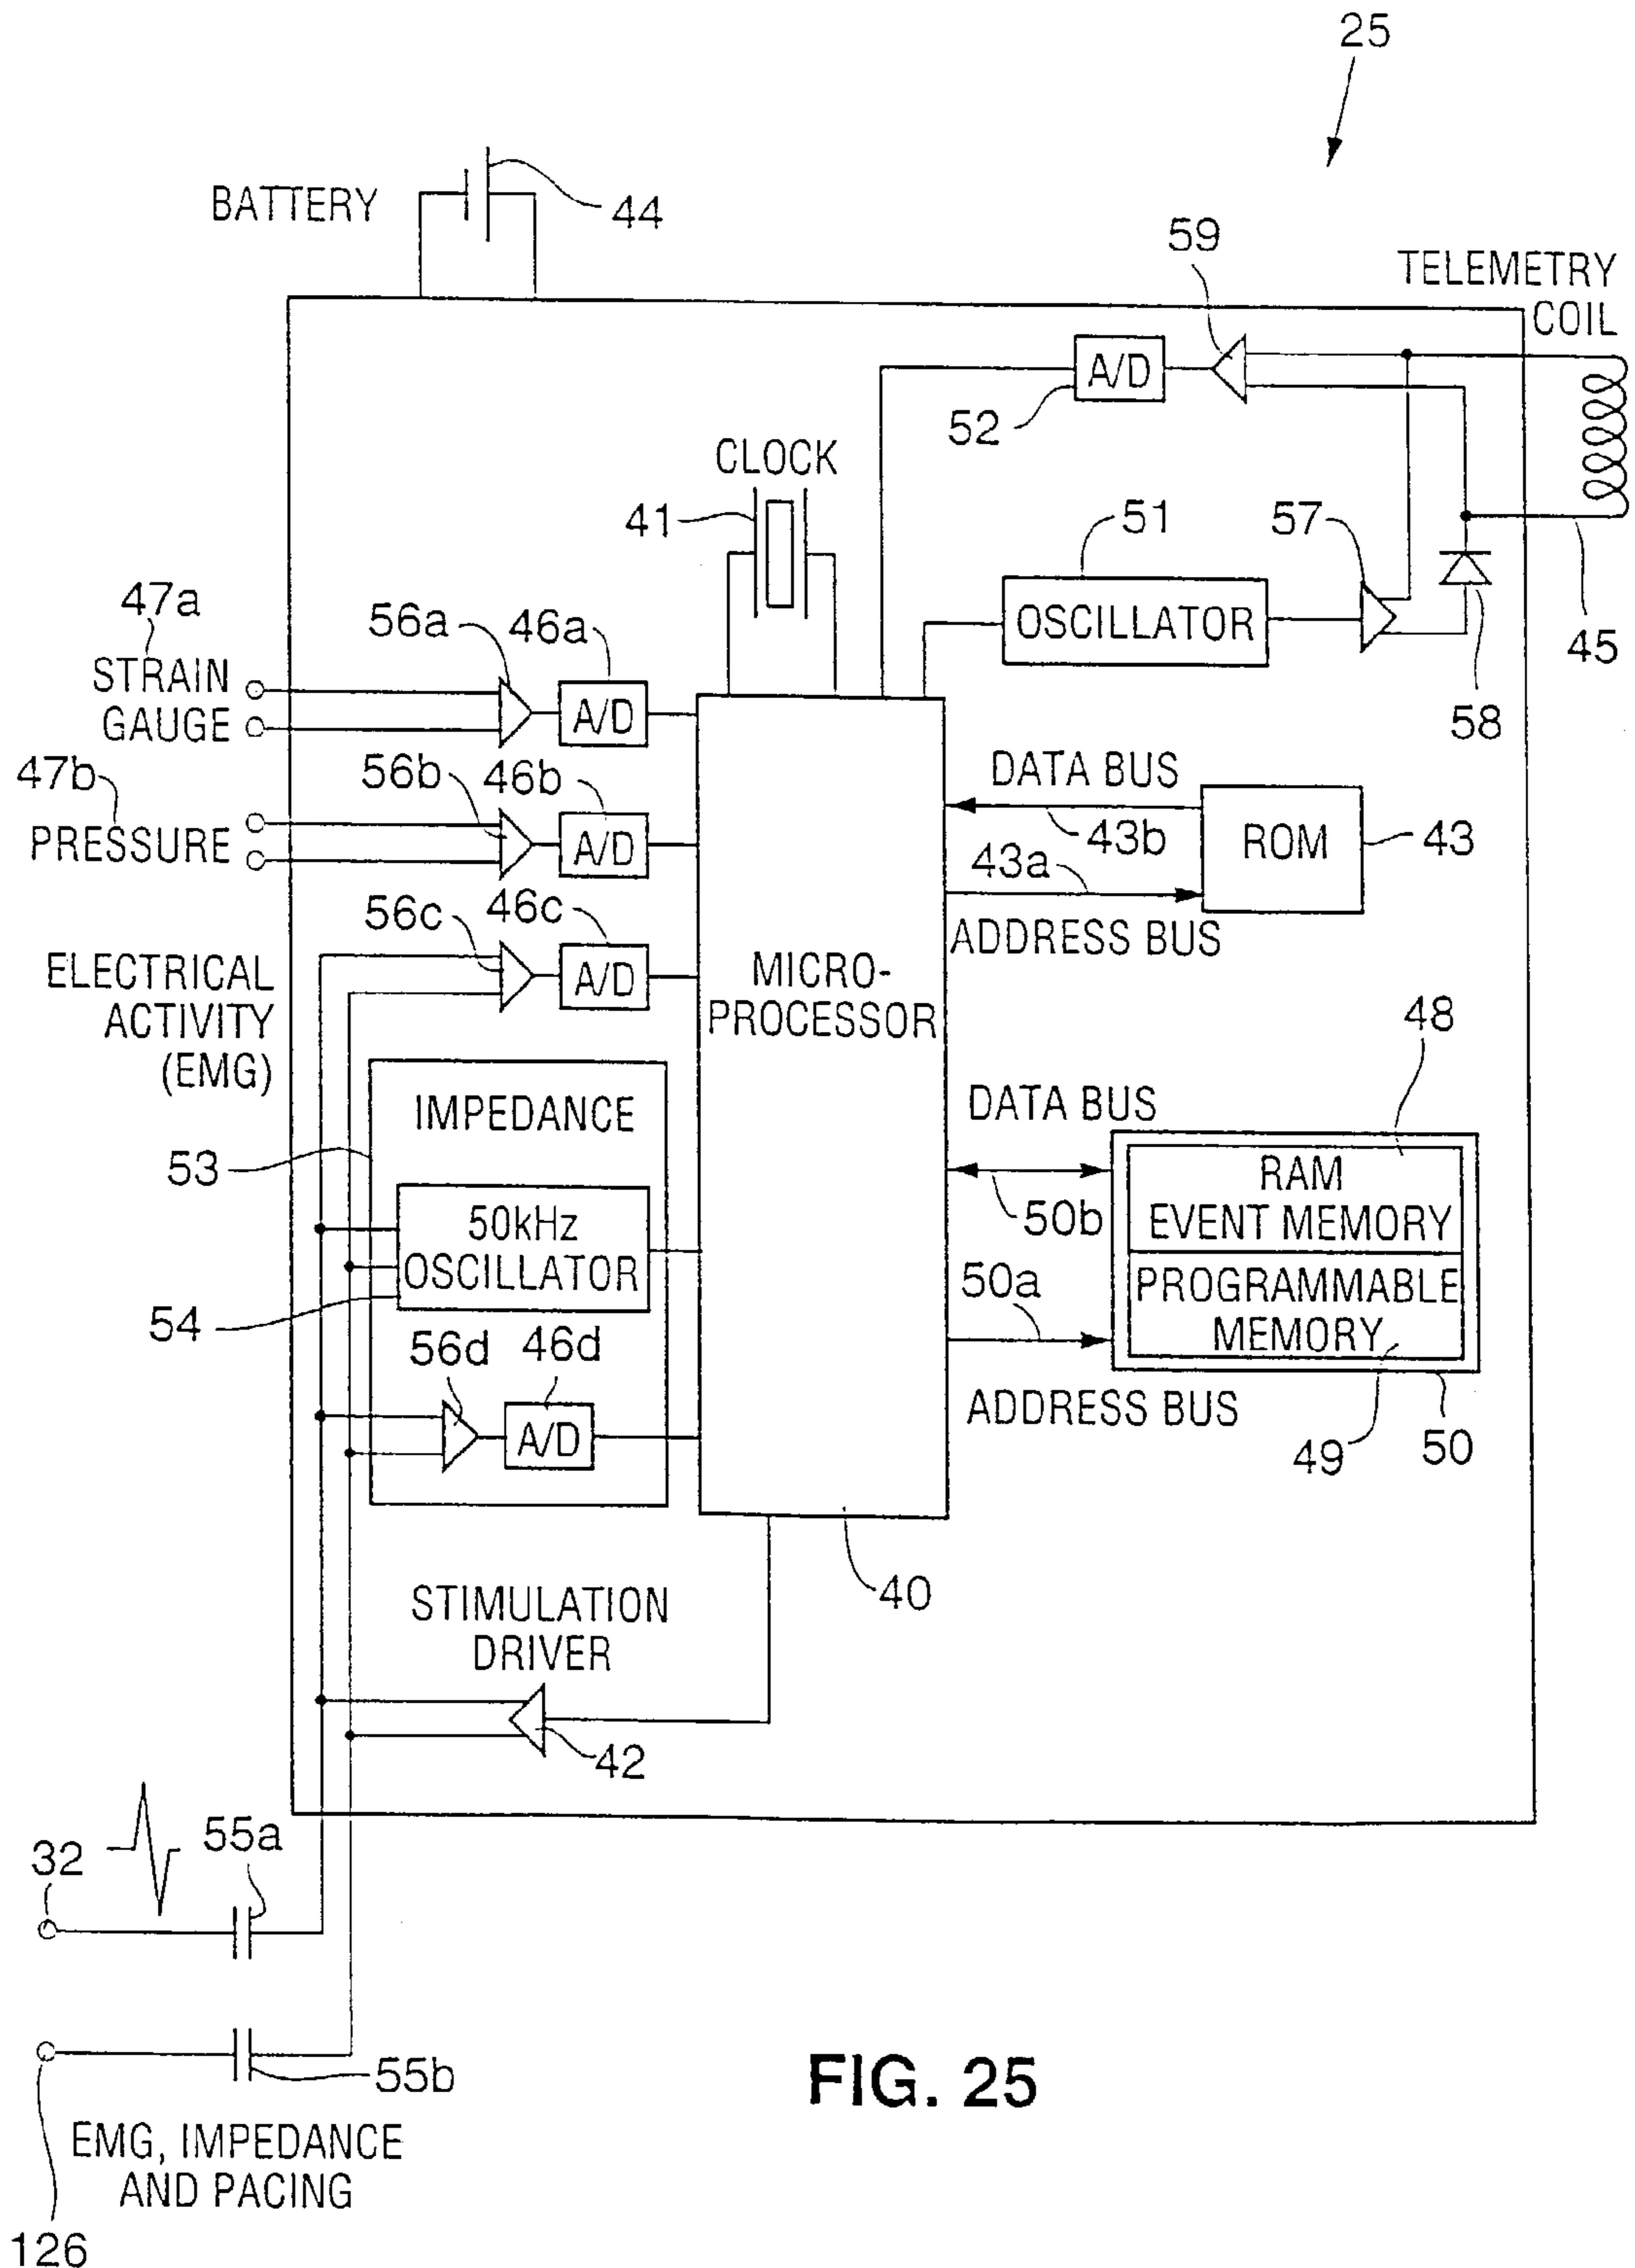 25
BATTERY
44
59
TELEMETRY
COIL
A/D
52
CLOCK
41
51
57
OSCILLATOR
45
58
47a
STRAIN
GAUGE
56a
46a
A/D
47b
PRESSURE
56b
46b
A/D
DATA BUS
43b
ROM
43
43a
ADDRESS BUS
56c
46c
A/D
ELECTRICAL
ACTIVITY
(EMG)
MICRO-
PROCESSOR
48
IMPEDANCE
53
50kHz
OSCILLATOR
54
56d
46d
A/D
DATA BUS
50b
RAM
EVENT MEMORY
50a
PROGRAMMABLE
MEMORY
ADDRESS BUS
49
50
40
STIMULATION
DRIVER
42
32
55a
55b
EMG, IMPEDANCE
AND PACING
126
FIG. 25